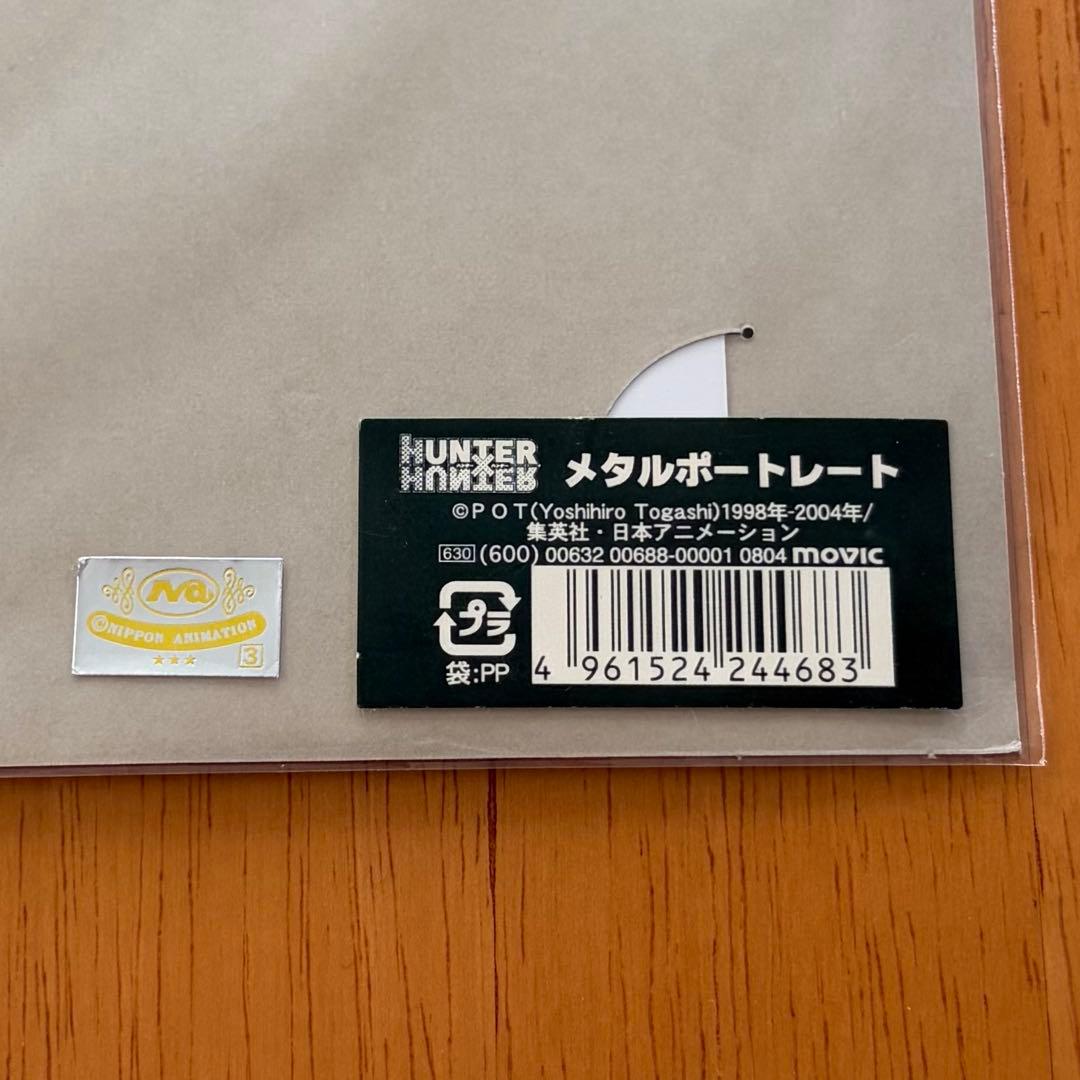 HUNTER
×
HUNTER
メタルポートレート
©POT(Yoshihiro Togashi)1998年-2004年/
集英社・日本アニメーション
630 (600) 00632 00688-00001 0804 movic
プラ
袋:PP
4 961524 244683
Na
©NIPPON ANIMATION
★★★ 3